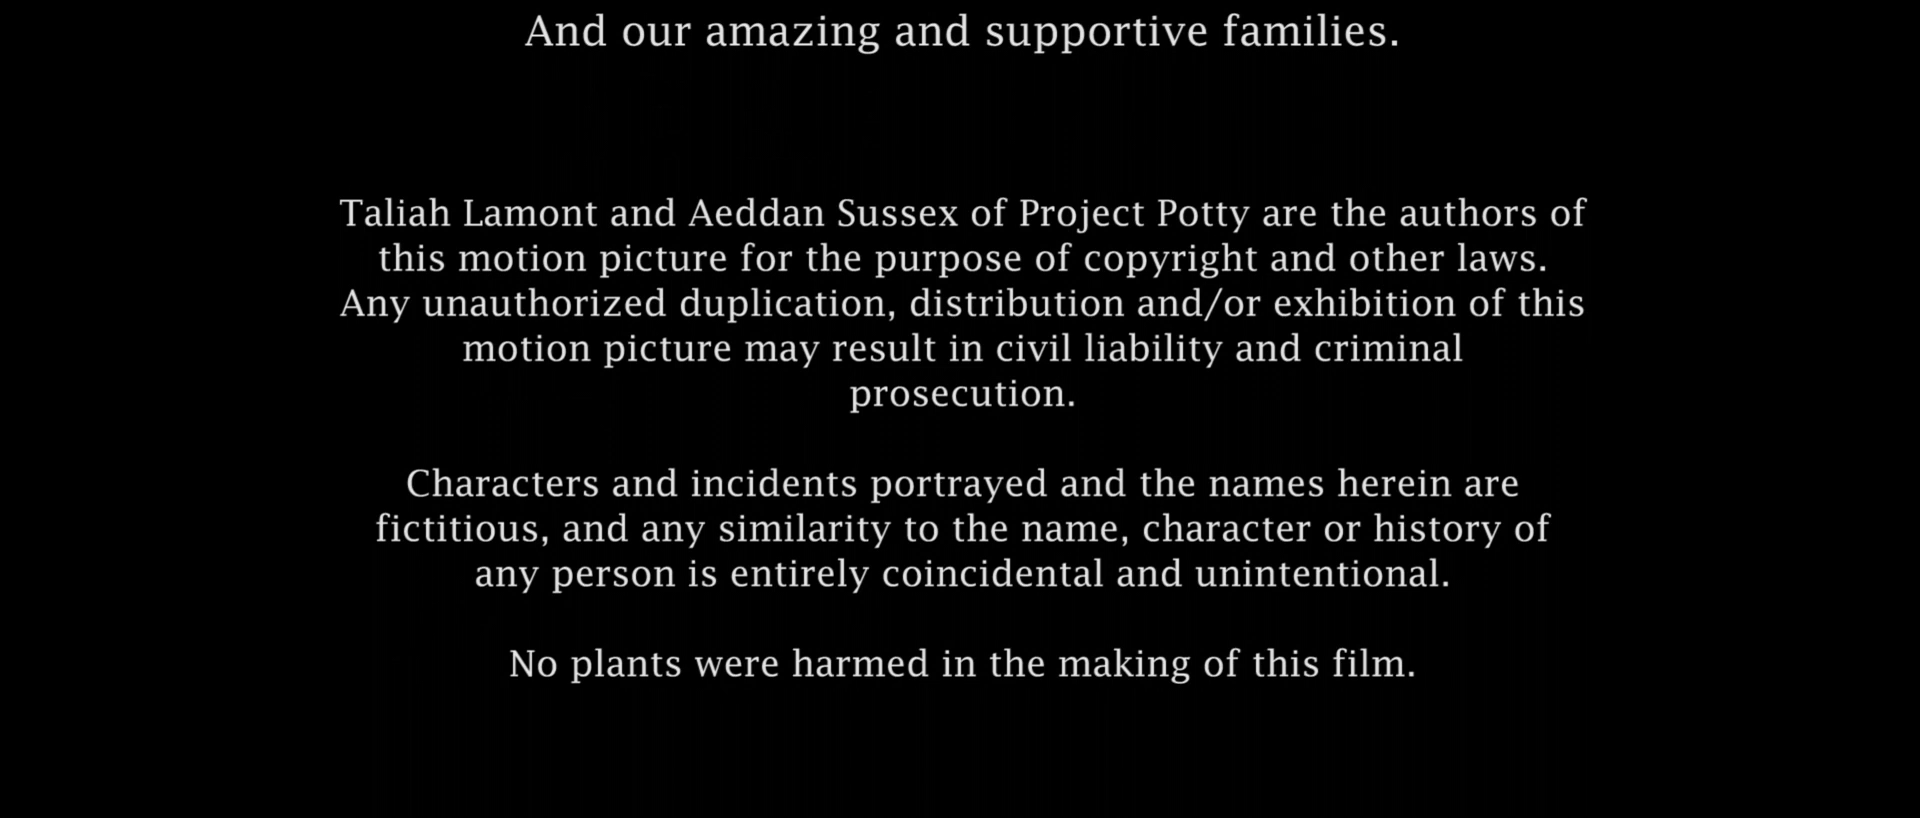 And our amazing and supportive families.
Taliah Lamont and Aeddan Sussex of Project Potty are the authors of
this motion picture for the purpose of copyright and other laws.
Any unauthorized duplication, distribution and/or exhibition of this
motion picture may result in civil liability and criminal
prosecution.
Characters and incidents portrayed and the names herein are
fictitious, and any similarity to the name, character or history of
any person is entirely coincidental and unintentional.
No plants were harmed in the making of this film.